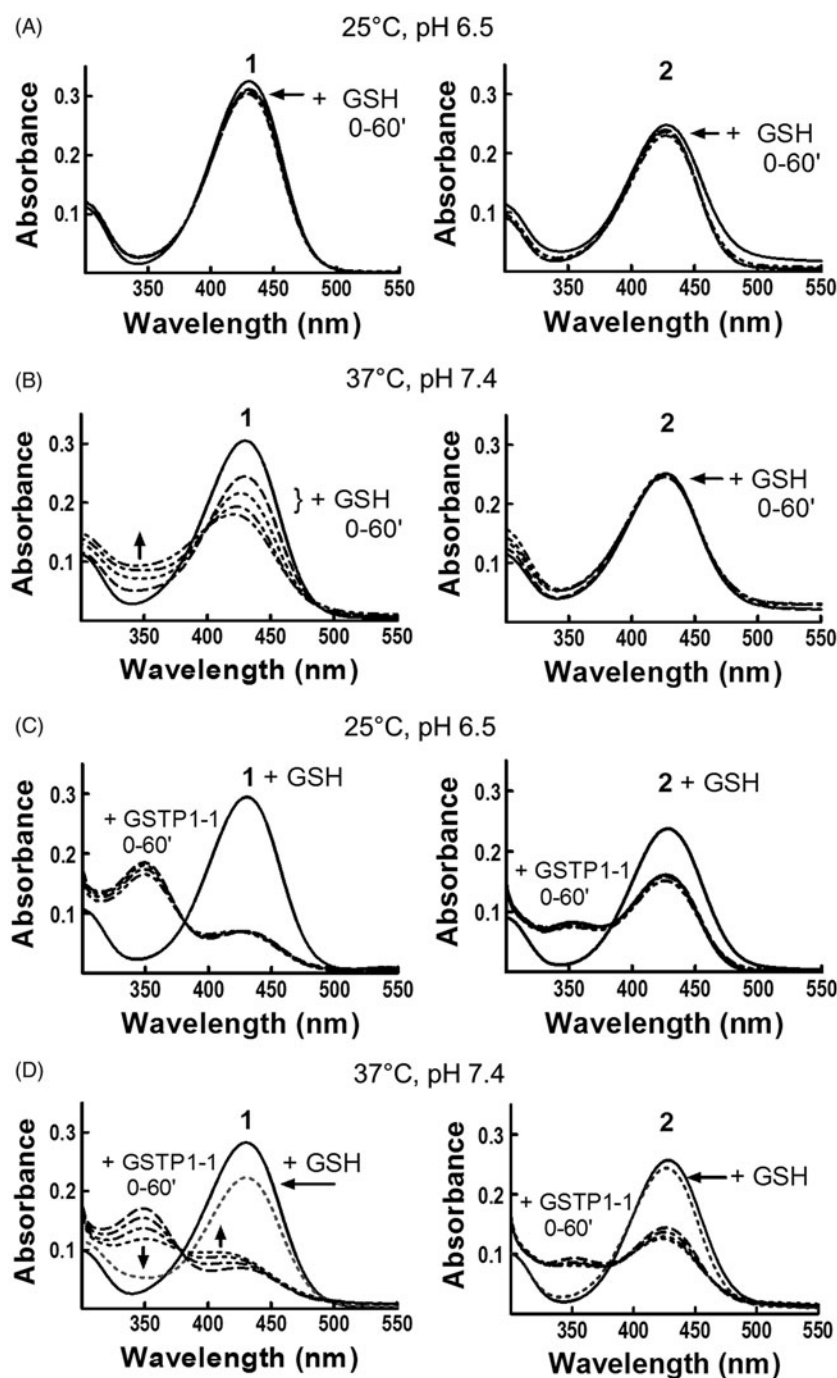 (A) 25°C, pH 6.5
1
+ GSH
0-60'
0.3
0.2
0.1
Absorbance
350 400 450 500 550
Wavelength (nm)
2
+ GSH
0-60'
0.3
0.2
0.1
Absorbance
350 400 450 500 550
Wavelength (nm)
(B) 37°C, pH 7.4
1
} + GSH
0-60'
0.3
0.2
0.1
Absorbance
350 400 450 500 550
Wavelength (nm)
2
+ GSH
0-60'
0.3
0.2
0.1
Absorbance
350 400 450 500 550
Wavelength (nm)
(C) 25°C, pH 6.5
1 + GSH
+ GSTP1-1
0-60'
0.3
0.2
0.1
Absorbance
350 400 450 500 550
Wavelength (nm)
2 + GSH
+ GSTP1-1
0-60'
0.3
0.2
0.1
Absorbance
350 400 450 500 550
Wavelength (nm)
(D) 37°C, pH 7.4
1
+ GSTP1-1
0-60'
+ GSH
0.3
0.2
0.1
Absorbance
350 400 450 500 550
Wavelength (nm)
2
+ GSTP1-1
0-60'
+ GSH
0.3
0.2
0.1
Absorbance
350 400 450 500 550
Wavelength (nm)